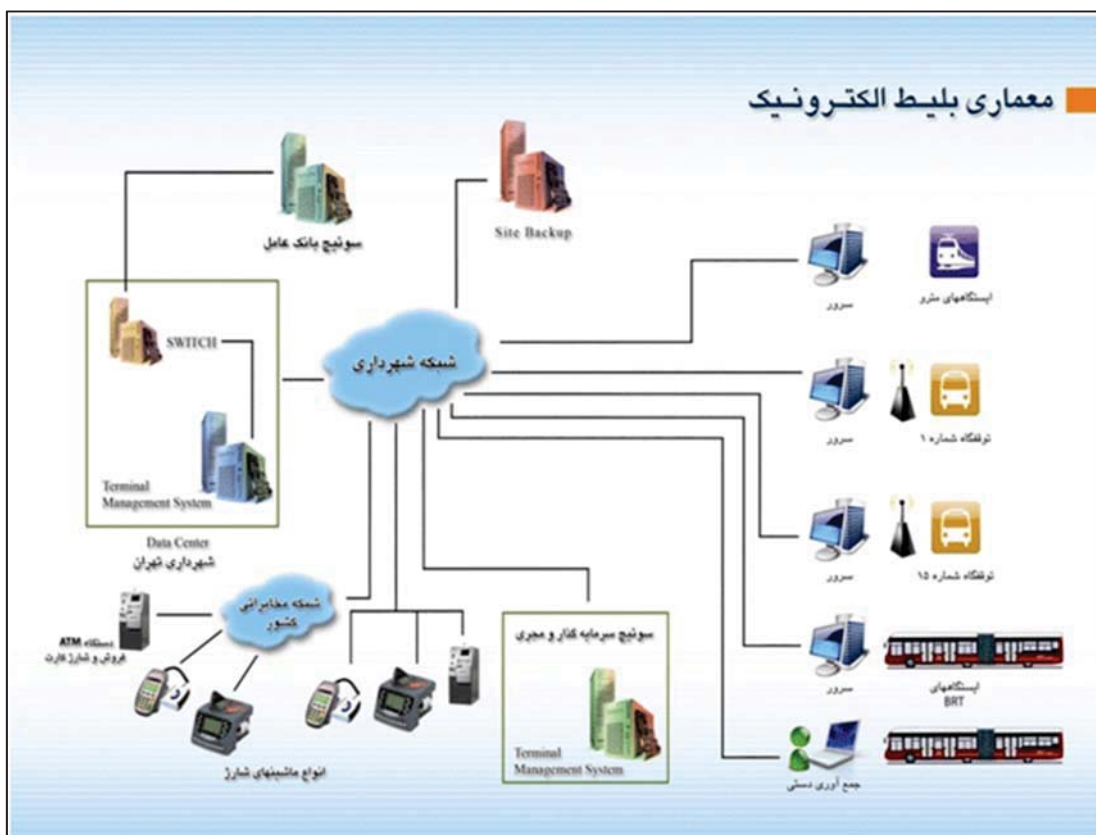 معماری بلیط الکترونیک
سوئیچ بانک عامل
Site Backup
سرور
ایستگاههای مترو
SWITCH
شبکه شهرداری
سرور
توقفگاه شماره ۱
Terminal
Management System
Data Center
شهرداری تهران
سرور
توقفگاه شماره ۱۵
شبکه مخابراتی
کشور
دستگاه ATM
فروش و شارژ کارت
سوئیچ سرمایه گذار و مجری
سرور
ایستگاههای
BRT
Terminal
Management System
انواع ماشینهای شارژ
جمع آوری دستی